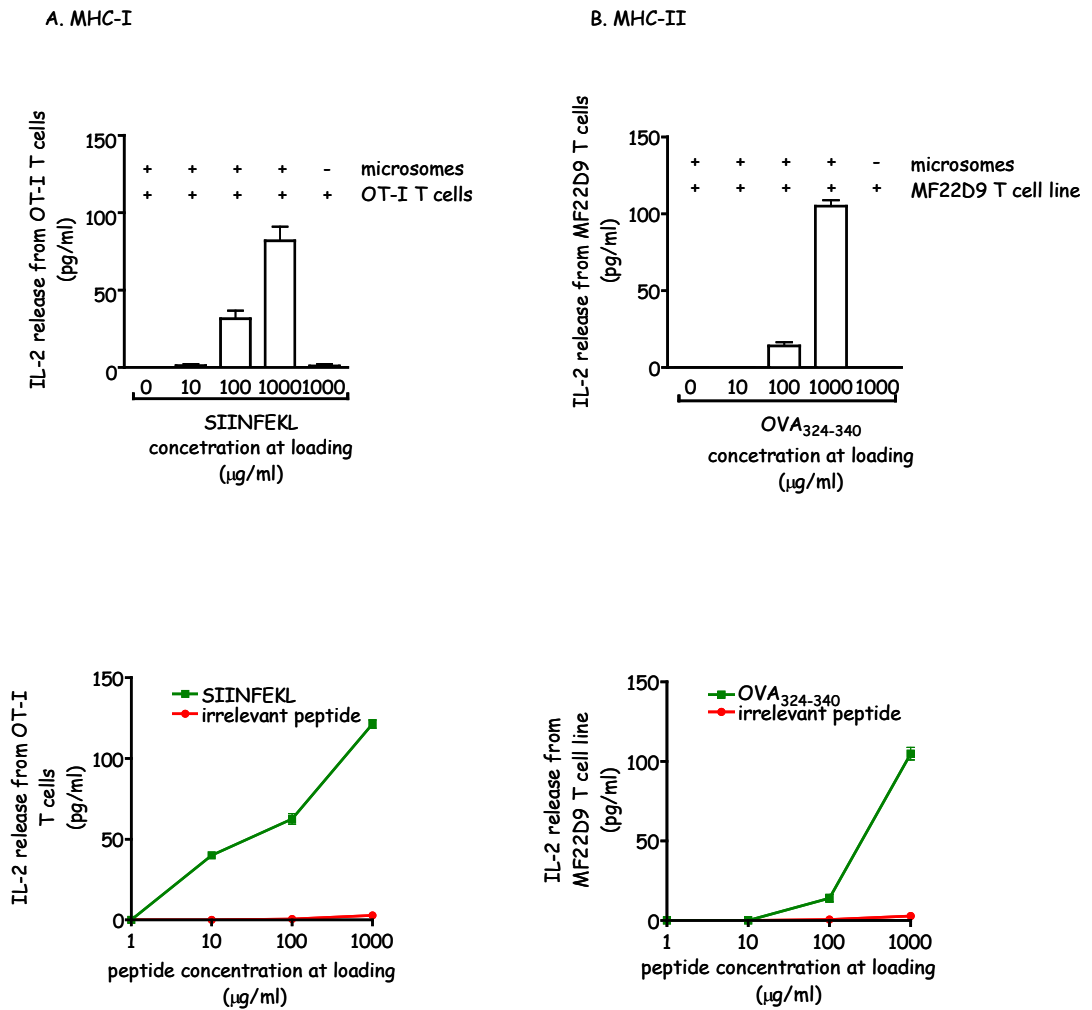 A. MHC-I
IL-2 release from OT-I T cells
(pg/ml)
150
100
50
0
+ + + + - microsomes
+ + + + + OT-I T cells
0 10 100 1000 1000
SIINFEKL
concetration at loading
(μg/ml)
B. MHC-II
IL-2 release from MF22D9 T cells
(pg/ml)
150
100
50
0
+ + + + - microsomes
+ + + + + MF22D9 T cell line
0 10 100 1000 1000
OVA324-340
concetration at loading
(μg/ml)
IL-2 release from OT-I
T cells
(pg/ml)
150
100
50
0
SIINFEKL
irrelevant peptide
1 10 100 1000
peptide concentration at loading
(μg/ml)
IL-2 release from
MF22D9 T cell line
(pg/ml)
150
100
50
0
OVA324-340
irrelevant peptide
1 10 100 1000
peptide concentration at loading
(μg/ml)